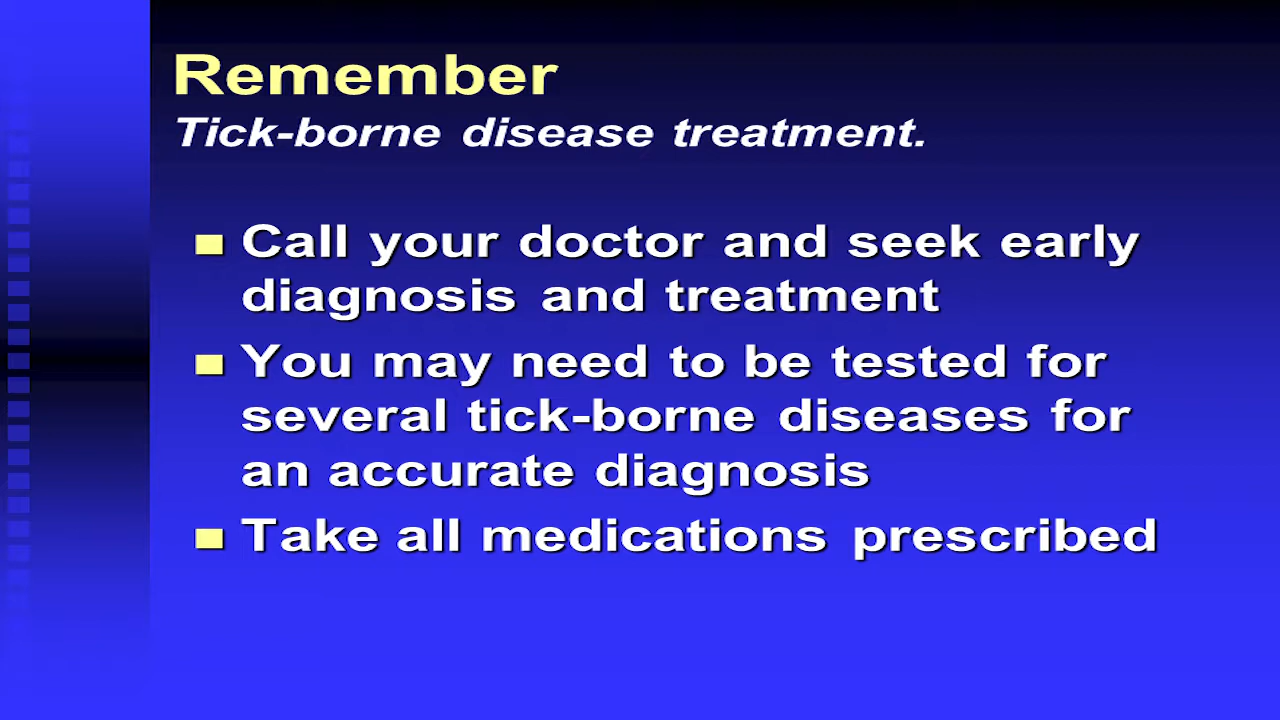 Remember
Tick-borne disease treatment.
Call your doctor and seek early
diagnosis and treatment
You may need to be tested for
several tick-borne diseases for
an accurate diagnosis
Take all medications prescribed